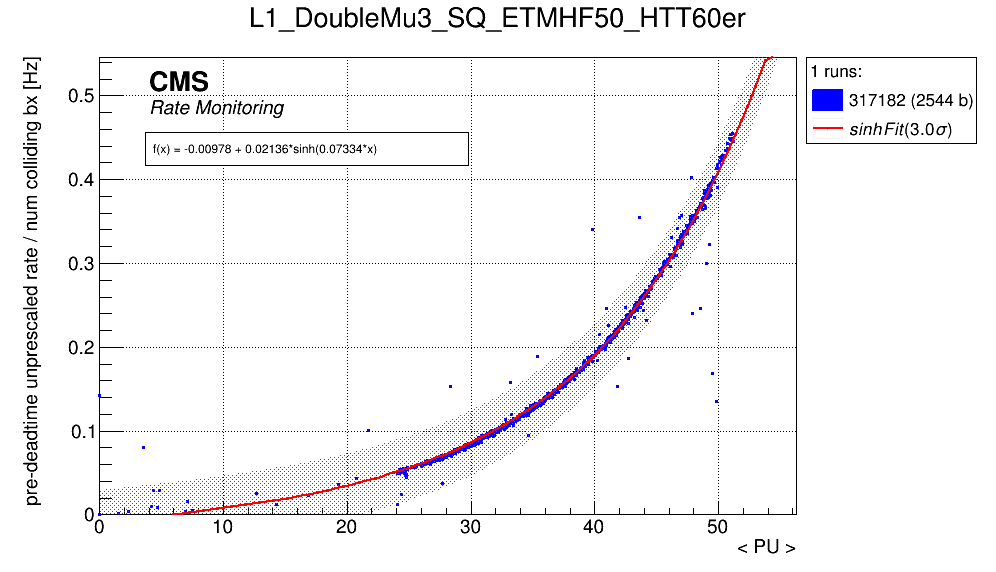 L1_DoubleMu3_SQ_ETMHF50_HTT60er
pre-deadtime unprescaled rate / num colliding bx [Hz]
CMS
Rate Monitoring
f(x) = -0.00978 + 0.02136*sinh(0.07334*x)
1 runs:
317182 (2544 b)
sinhFit(3.0σ)
0.5
0.4
0.3
0.2
0.1
0
0 10 20 30 40 50
< PU >